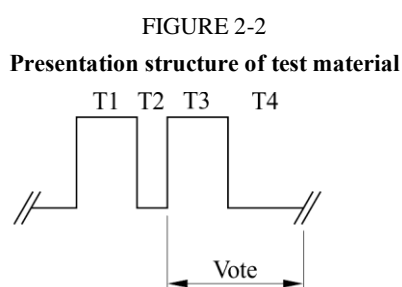 FIGURE 2-2
Presentation structure of test material
T1 T2 T3 T4
Vote